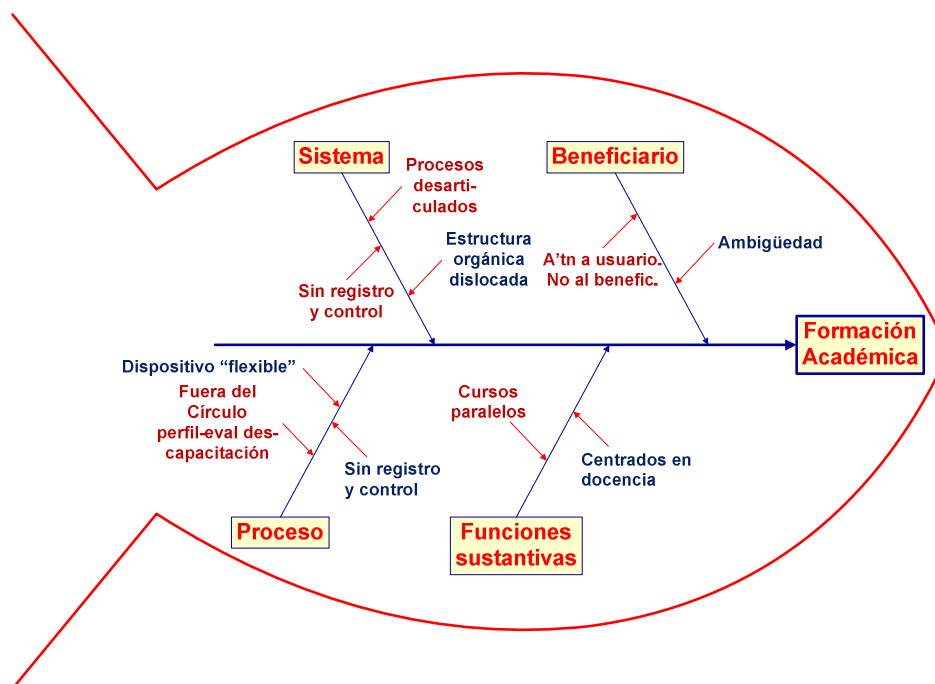 Sistema
Procesos
desarti-
culados
Estructura
orgánica
dislocada
Sin registro
y control
Beneficiario
A’tn a usuario.
No al benefic.
Ambigüedad
Formación
Académica
Dispositivo “flexible”
Fuera del
Círculo
perfil-eval des-
capacitación
Sin registro
y control
Proceso
Cursos
paralelos
Centrados en
docencia
Funciones
sustantivas